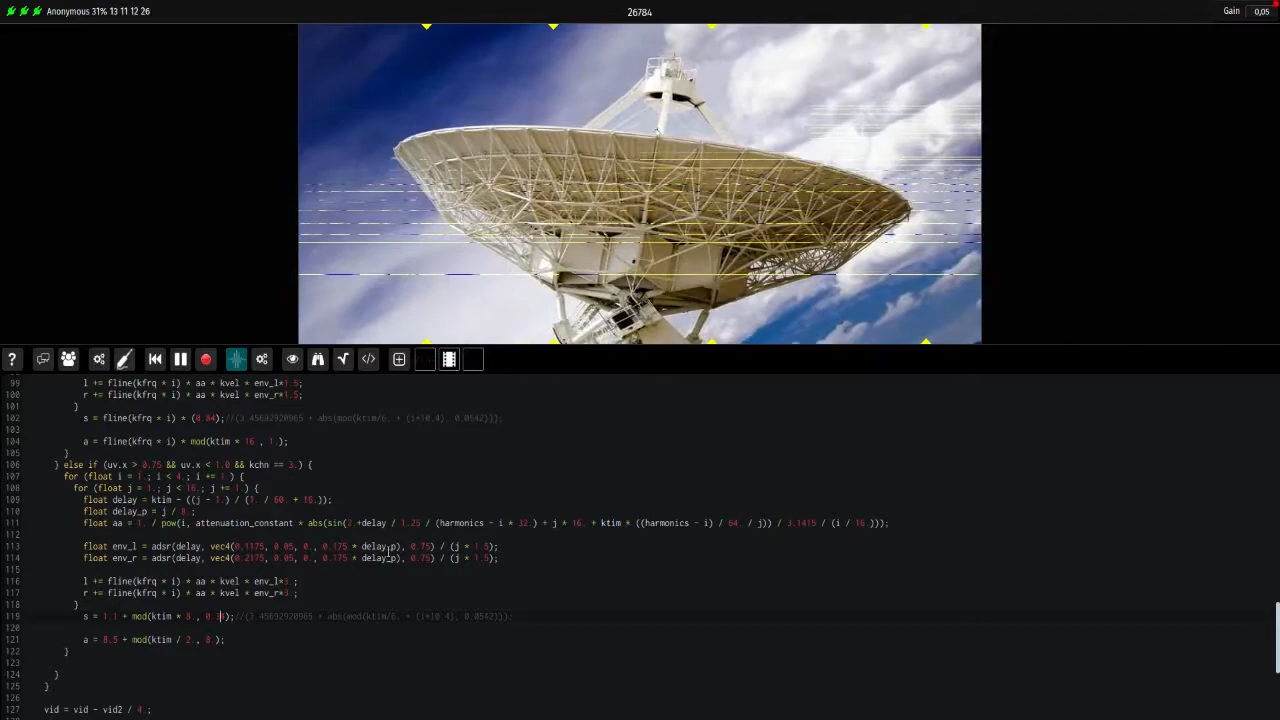 Anonymous 31% 13 11 12 26
26784
Gain 0,05
99 l += fline(kfrq * i) * aa * kvel * env_l*1.5;
100 r += fline(kfrq * i) * aa * kvel * env_r*1.5;
101 }
102 s = fline(kfrq * i) * (0.84);//(3.45692920965 + abs(mod(ktim/6. + (i*10.4), 0.0542)));
103
104 a = fline(kfrq * i) * mod(ktim * 16., 1.);
105 }
106 } else if (uv.x > 0.75 && uv.x < 1.0 && kchn == 3.) {
107 for (float i = 1.; i < 4.; i += 1.) {
108 for (float j = 1.; j < 16.; j += 1.) {
109 float delay = ktim - ((j - 1.) / (1. / 60. + 16.));
110 float delay_p = j / 8.;
111 float aa = 1. / pow(i, attenuation_constant * abs(sin(2.+delay / 1.25 / (harmonics - i * 32.) + j * 16. + ktim * ((harmonics - i) / 64. / j)) / 3.1415 / (i / 16.)));
112
113 float env_l = adsr(delay, vec4(0.1175, 0.05, 0., 0.175 * delay_p), 0.75) / (j * 1.5);
114 float env_r = adsr(delay, vec4(0.2175, 0.05, 0., 0.175 * delay_p), 0.75) / (j * 1.5);
115
116 l += fline(kfrq * i) * aa * kvel * env_l*3.;
117 r += fline(kfrq * i) * aa * kvel * env_r*3.;
118 }
119 s = 1.1 + mod(ktim * 8., 0.34);//(3.45692920965 + abs(mod(ktim/6. + (i*10.4), 0.0542)));
120
121 a = 8.5 + mod(ktim / 2., 8.);
122 }
123
124 }
125 }
126
127 vid = vid - vid2 / 4.;